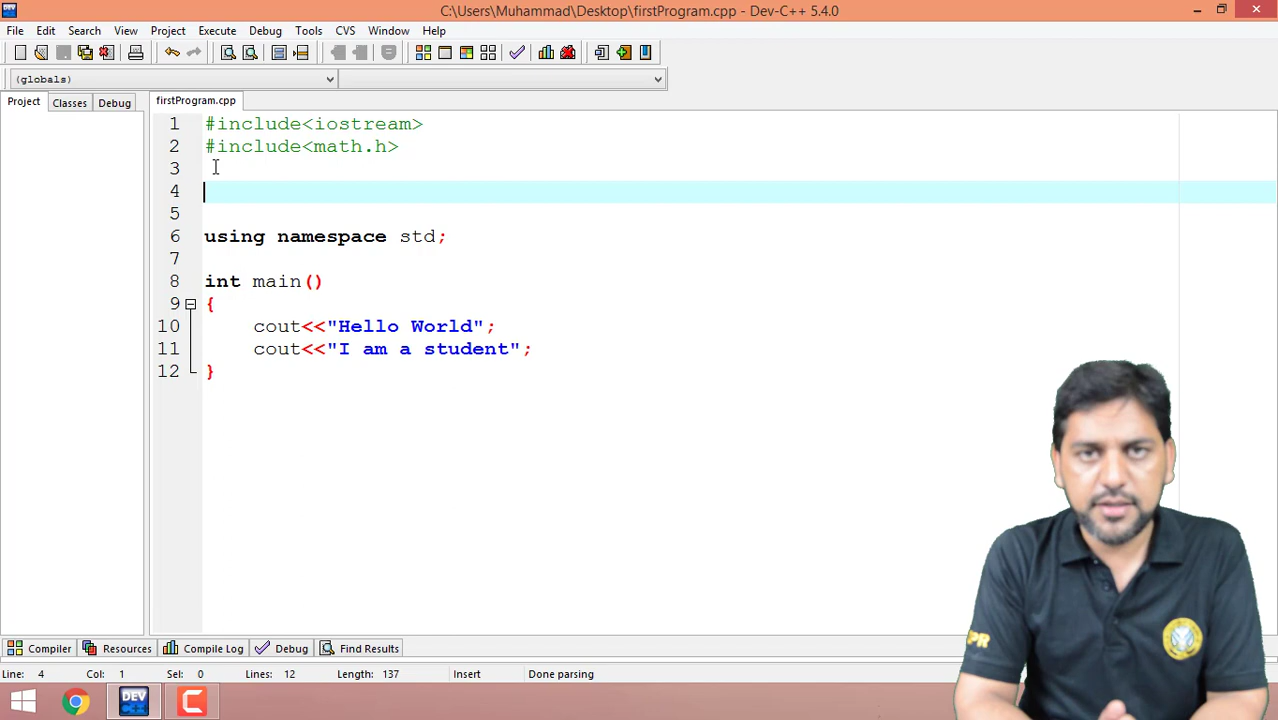 C:\Users\Muhammad\Desktop\firstProgram.cpp - Dev-C++ 5.4.0
File Edit Search View Project Execute Debug Tools CVS Window Help
(globals)
Project Classes Debug
firstProgram.cpp
1 #include<iostream>
2 #include<math.h>
3
4
5
6 using namespace std;
7
8 int main()
9 {
10 cout<<"Hello World";
11 cout<<"I am a student";
12 }
PR
Compiler Resources Compile Log Debug Find Results
Line: 4 Col: 1 Sel: 0 Lines: 12 Length: 137 Insert Done parsing
DEV C++
C